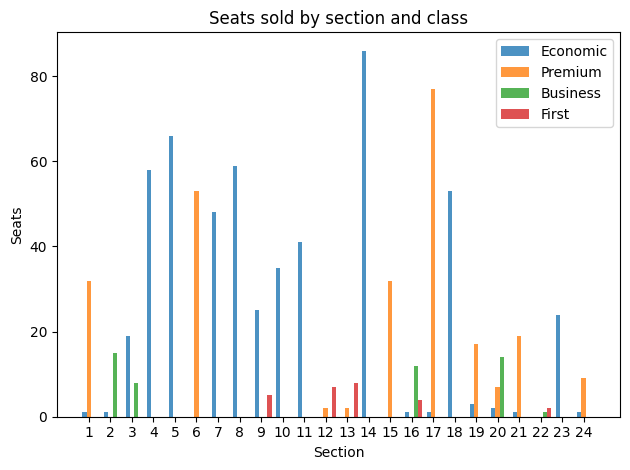 Seats sold by section and class
Economic
Premium
Business
First
80
60
40
20
0
Seats
1 2 3 4 5 6 7 8 9 10 11 12 13 14 15 16 17 18 19 20 21 22 23 24
Section